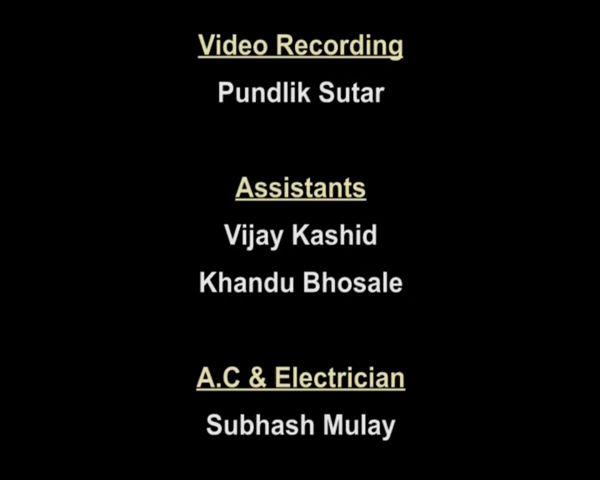 Video Recording
Pundlik Sutar
Assistants
Vijay Kashid
Khandu Bhosale
A.C & Electrician
Subhash Mulay